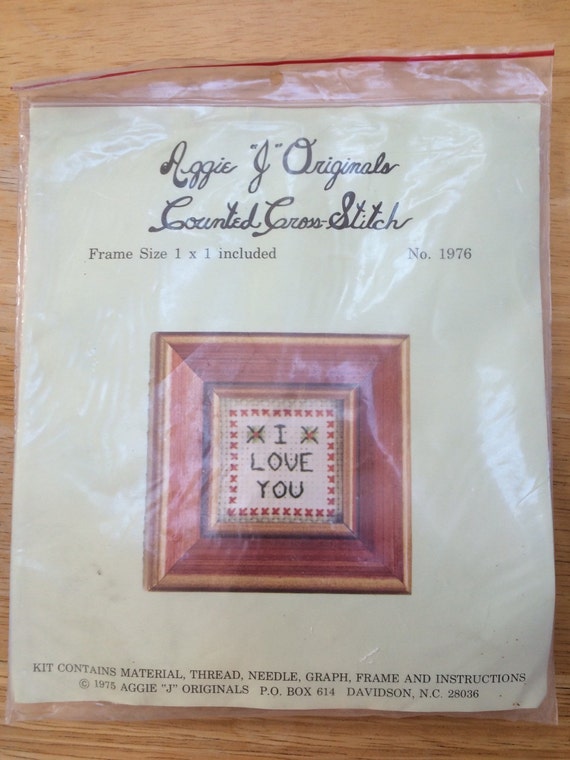 Aggie "J" Originals
Counted Cross-Stitch
Frame Size 1 x 1 included No. 1976
I
LOVE
YOU
KIT CONTAINS MATERIAL, THREAD, NEEDLE, GRAPH, FRAME AND INSTRUCTIONS
© 1975 AGGIE "J" ORIGINALS P.O. BOX 614 DAVIDSON, N.C. 28036